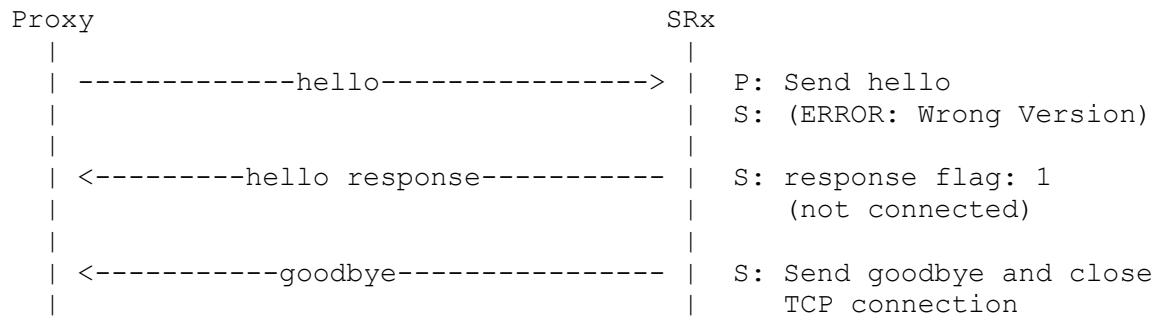 Proxy                                      SRx
  |                                         |
  | -------------hello----------------> |  P: Send hello
  |                                         |  S: (ERROR: Wrong Version)
  |                                         |
  | <---------hello response----------- |  S: response flag: 1
  |                                         |     (not connected)
  |                                         |
  | <-----------goodbye---------------- |  S: Send goodbye and close
  |                                         |     TCP connection